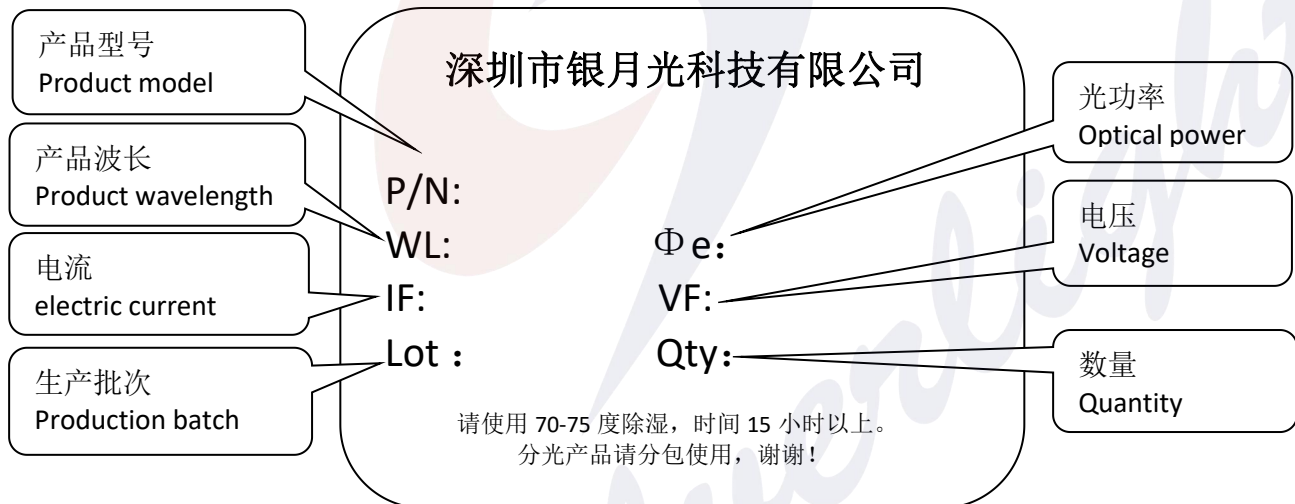 产品型号
Product model
深圳市银月光科技有限公司
光功率
Optical power
产品波长
Product wavelength
P/N:
WL:
Φe：
电压
Voltage
电流
electric current
IF:
VF:
Lot：
Qty：
生产批次
Production batch
数量
Quantity
请使用 70-75 度除湿，时间 15 小时以上。
分光产品请分包使用，谢谢！